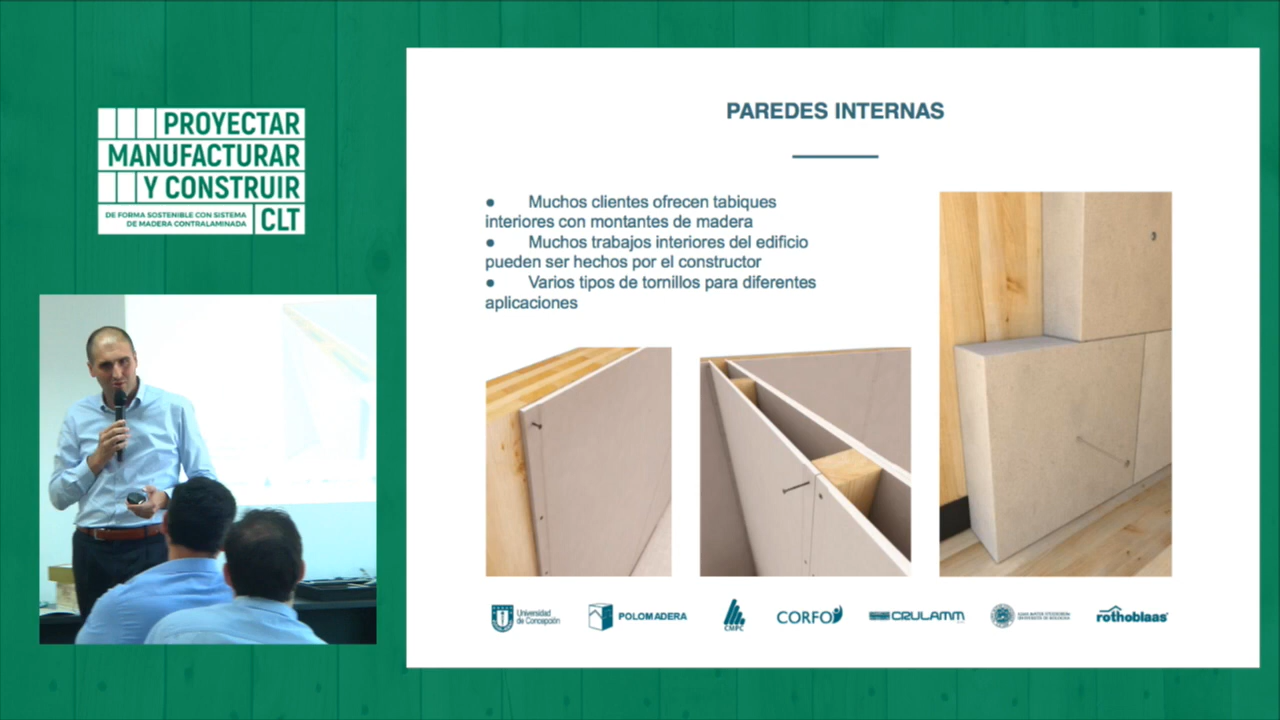 PROYECTAR
MANUFACTURAR
Y CONSTRUIR
DE FORMA SOSTENIBLE CON SISTEMA
DE MADERA CONTRALAMINADA
CLT
PAREDES INTERNAS
● Muchos clientes ofrecen tabiques
interiores con montantes de madera
● Muchos trabajos interiores del edificio
pueden ser hechos por el constructor
● Varios tipos de tornillos para diferentes
aplicaciones
Universidad
de Concepción
POLOMADERA
CMPC
CORFO
CRULAMM
rothoblaas